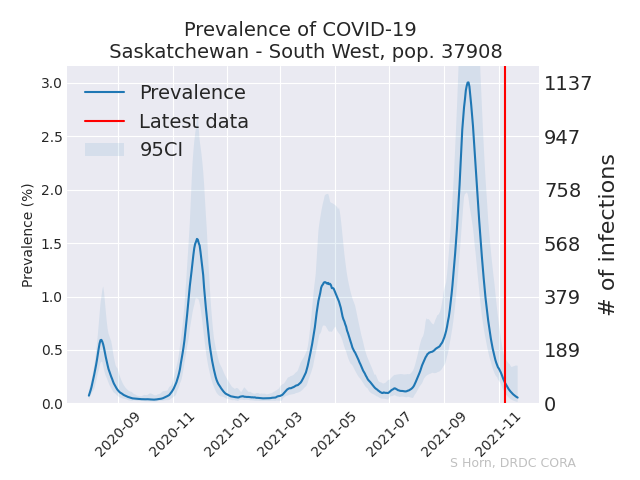 Prevalence of COVID-19
Saskatchewan - South West, pop. 37908
Prevalence
Latest data
95CI
Prevalence (%)
3.0
2.5
2.0
1.5
1.0
0.5
0.0
1137
947
758
568
379
189
0
# of infections
2020-09
2020-11
2021-01
2021-03
2021-05
2021-07
2021-09
2021-11
S Horn, DRDC CORA